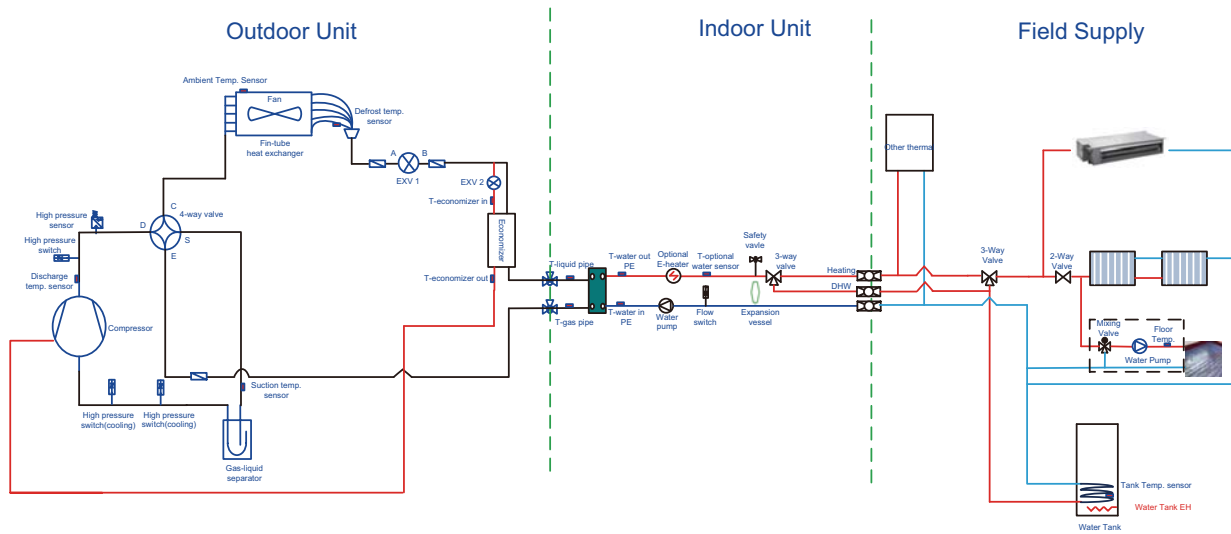 Outdoor Unit
Indoor Unit
Field Supply
Ambient Temp. Sensor
Fan
Defrost temp.
sensor
Fin-tube
heat exchanger
A
B
EXV 1
EXV 2
T-economizer in
Economizer
T-economizer out
C
4-way valve
D
S
E
High pressure
sensor
High pressure
switch
Discharge
temp. sensor
Compressor
High pressure
switch(cooling)
High pressure
switch(cooling)
Suction temp.
sensor
Gas-liquid
separator
T-liquid pipe
T-gas pipe
T-water out
PE
Optional
E-heater
T-optional
water sensor
Safety
vavle
3-way
valve
T-water in
PE
Water
pump
Flow
switch
Expansion
vessel
Heating
DHW
Other therma
3-Way
Valve
2-Way
Valve
Mixing
Valve
Floor
Temp.
Water Pump
Tank Temp. sensor
Water Tank EH
Water Tank